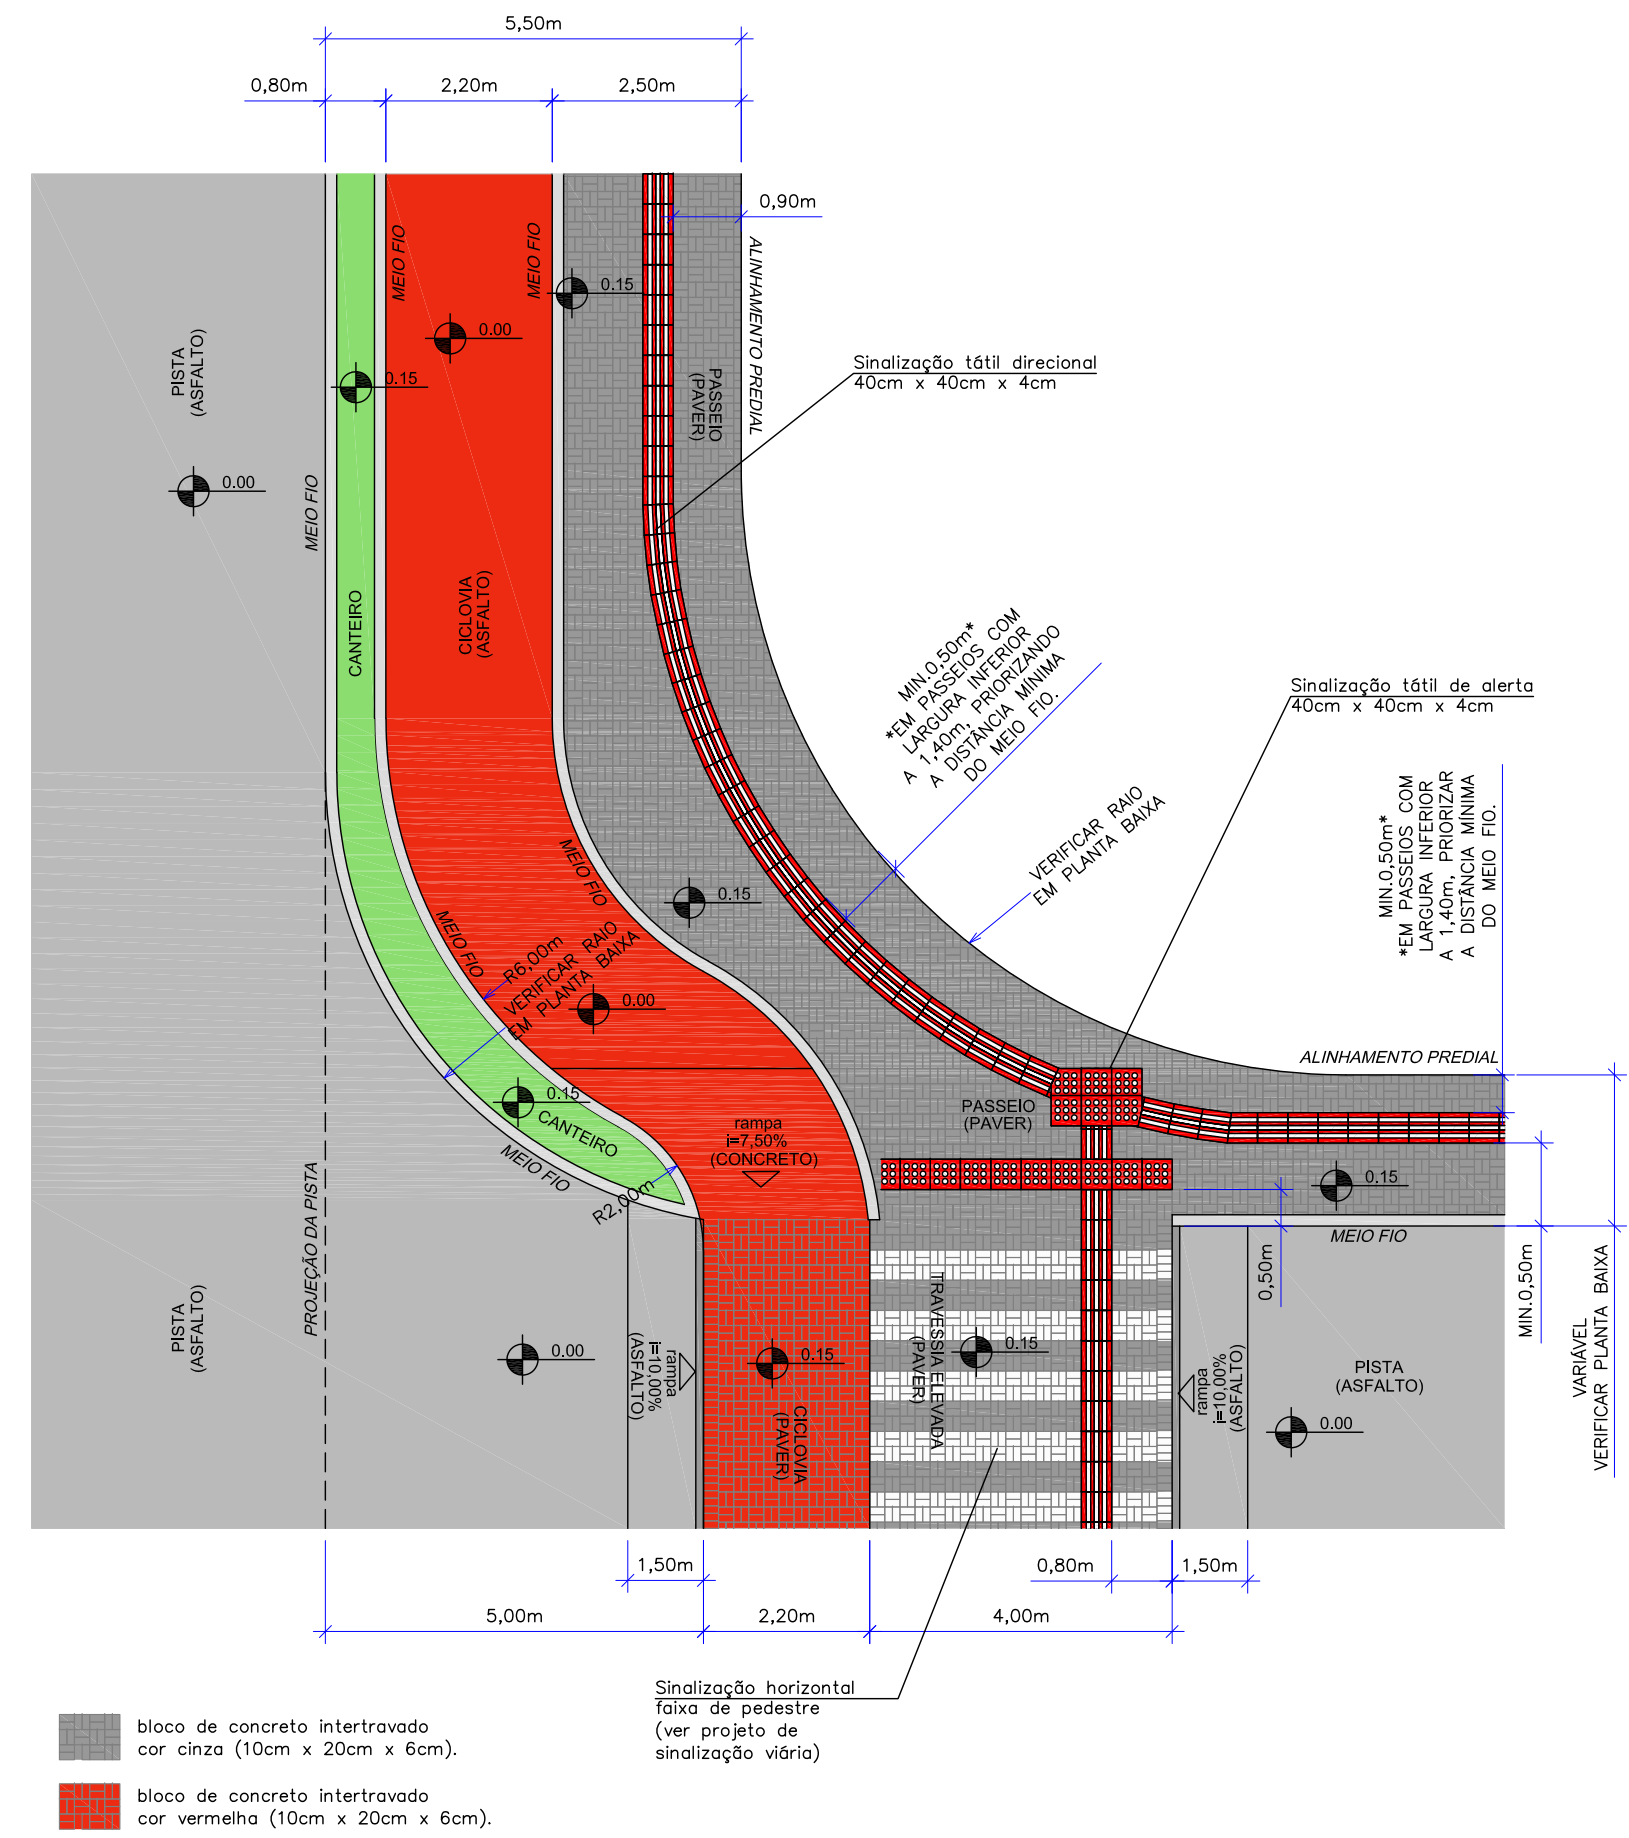 5,50m
0,80m
2,20m
2,50m
0,90m
MEIO FIO
MEIO FIO
ALINHAMENTO PREDIAL
0.15
0.00
0.15
PISTA
(ASFALTO)
PASSEIO
(PAVER)
Sinalização tátil direcional
40cm x 40cm x 4cm
0.00
MEIO FIO
CANTEIRO
CICLOVIA
(ASFALTO)
MIN.0,50m*
*EM PASSEIOS COM
LARGURA INFERIOR
A 1,40m, PRIORIZANDO
A DISTÂNCIA MÍNIMA
DO MEIO FIO.
Sinalização tátil de alerta
40cm x 40cm x 4cm
MIN.0,50m*
*EM PASSEIOS COM
LARGURA INFERIOR
A 1,40m, PRIORIZAR
A DISTÂNCIA MÍNIMA
DO MEIO FIO.
VERIFICAR RAIO
EM PLANTA BAIXA
MEIO FIO
0.15
MEIO FIO
R6,00m
VERIFICAR RAIO
EM PLANTA BAIXA
0.00
ALINHAMENTO PREDIAL
0.15
CANTEIRO
PASSEIO
(PAVER)
rampa
i=7,50%
(CONCRETO)
MEIO FIO
R2,00m
0.15
PROJEÇÃO DA PISTA
MEIO FIO
0,50m
MIN.0,50m
VARIÁVEL
VERIFICAR PLANTA BAIXA
PISTA
(ASFALTO)
0.00
rampa
i=10,00%
(ASFALTO)
0.15
CICLOVIA
(PAVER)
TRAVESSIA ELEVADA
(PAVER)
0.15
rampa
i=10,00%
(ASFALTO)
PISTA
(ASFALTO)
0.00
1,50m
0,80m
1,50m
5,00m
2,20m
4,00m
Sinalização horizontal
faixa de pedestre
(ver projeto de
sinalização viária)
bloco de concreto intertravado
cor cinza (10cm x 20cm x 6cm).
bloco de concreto intertravado
cor vermelha (10cm x 20cm x 6cm).